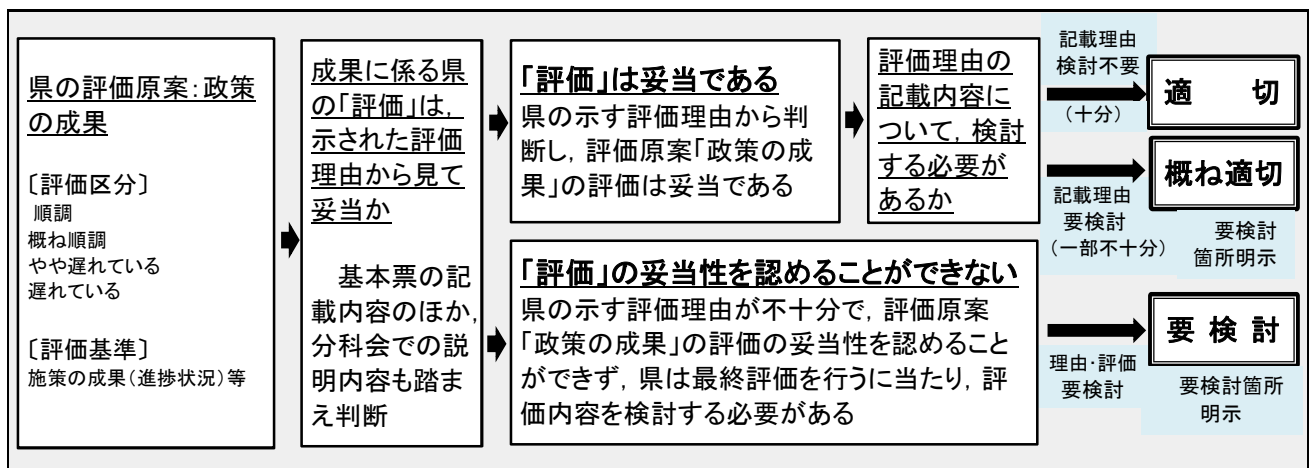 県の評価原案:政策
の成果
〔評価区分〕
順調
概ね順調
やや遅れている
遅れている
〔評価基準〕
施策の成果(進捗状況)等
成果に係る県
の「評価」は,
示された評価
理由から見て
妥当か
基本票の記
載内容のほか,
分科会での説
明内容も踏ま
え判断
「評価」は妥当である
県の示す評価理由から判
断し,評価原案「政策の成
果」の評価は妥当である
評価理由の
記載内容に
ついて,検討
する必要が
あるか
記載理由
検討不要
(十分)
適 切
概ね適切
記載理由
要検討
(一部不十分)
要検討
箇所明示
「評価」の妥当性を認めることができない
県の示す評価理由が不十分で,評価原案
「政策の成果」の評価の妥当性を認めること
ができず,県は最終評価を行うに当たり,評
価内容を検討する必要がある
理由・評価
要検討
要 検 討
要検討箇所
明示